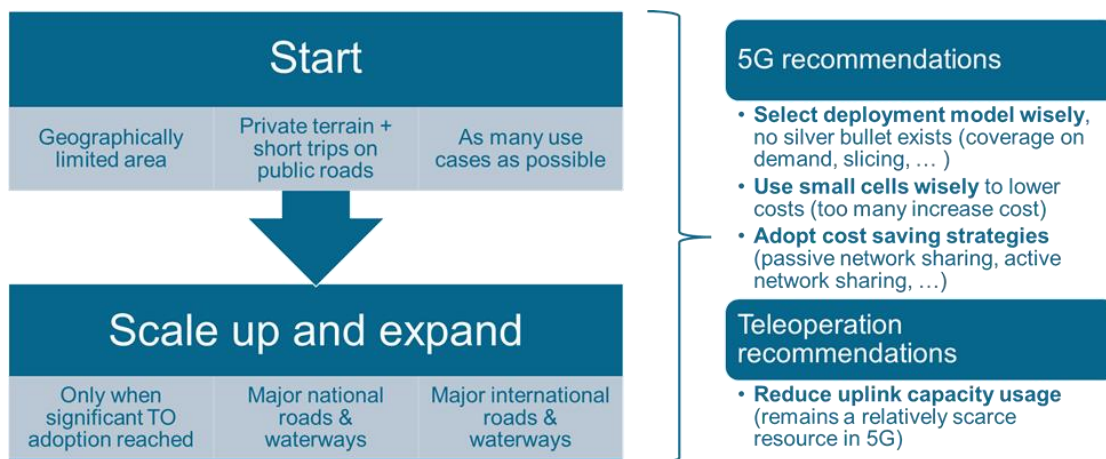 Start
Geographically
limited area
Private terrain +
short trips on
public roads
As many use
cases as possible
Scale up and expand
Only when
significant TO
adoption reached
Major national
roads &
waterways
Major international
roads &
waterways
5G recommendations
• Select deployment model wisely,
no silver bullet exists (coverage on
demand, slicing, … )
• Use small cells wisely to lower
costs (too many increase cost)
• Adopt cost saving strategies
(passive network sharing, active
network sharing, …)
Teleoperation
recommendations
• Reduce uplink capacity usage
(remains a relatively scarce
resource in 5G)